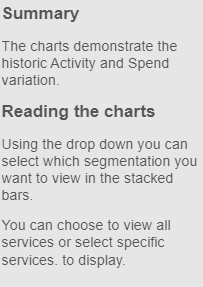 Summary
The charts demonstrate the
historic Activity and Spend
variation.
Reading the charts
Using the drop down you can
select which segmentation you
want to view in the stacked
bars.
You can choose to view all
services or select specific
services. to display.